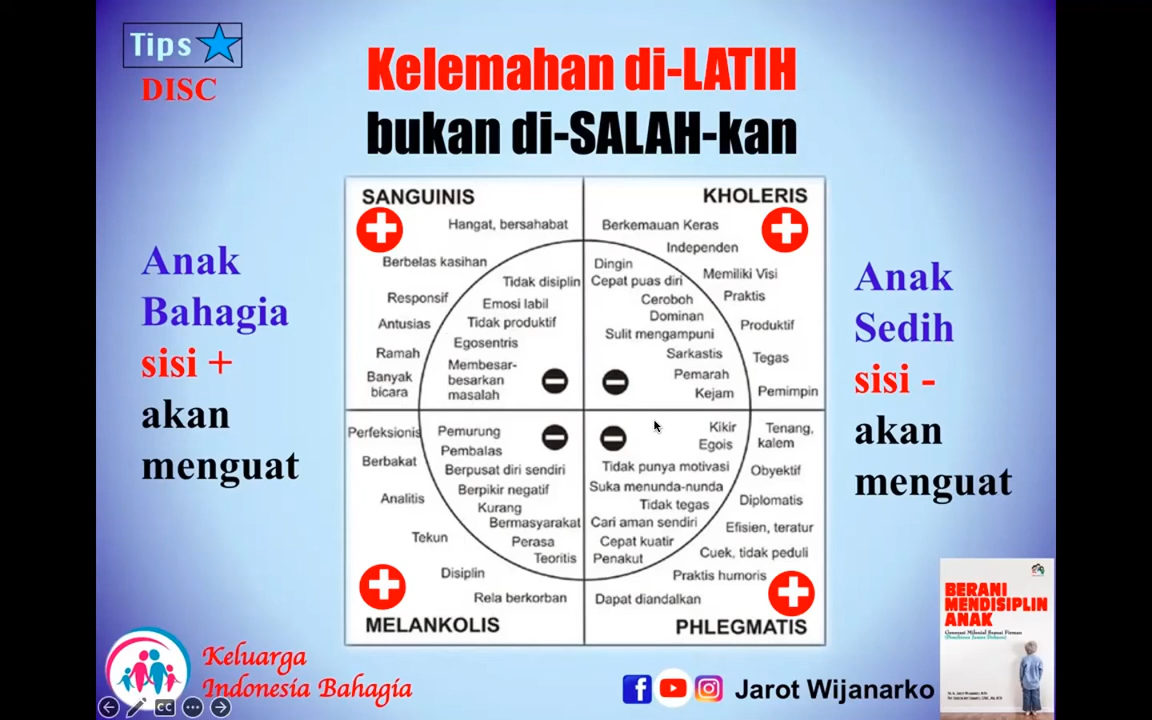 Tips
DISC
Kelemahan di-LATIH
bukan di-SALAH-kan
Anak
Bahagia
sisi +
akan
menguat
SANGUINIS
Hangat, bersahabat
Berbelas kasihan
Responsif
Antusias
Ramah
Banyak
bicara
Tidak disiplin
Emosi labil
Tidak produktif
Egosentris
Membesar-
besarkan
masalah
KHOLERIS
Berkemauan Keras
Independen
Memiliki Visi
Praktis
Produktif
Tegas
Pemimpin
Dingin
Cepat puas diri
Ceroboh
Dominan
Sulit mengampuni
Sarkastis
Pemarah
Kejam
Perfeksionis
Berbakat
Analitis
Tekun
Disiplin
Rela berkorban
Pemurung
Pembalas
Berpusat diri sendiri
Berpikir negatif
Kurang
Bermasyarakat
Perasa
Teoritis
MELANKOLIS
Kikir
Egois
Tidak punya motivasi
Suka menunda-nunda
Tidak tegas
Cari aman sendiri
Cepat kuatir
Penakut
Tenang,
kalem
Obyektif
Diplomatis
Efisien, teratur
Cuek, tidak peduli
Praktis humoris
Dapat diandalkan
PHLEGMATIS
Anak
Sedih
sisi -
akan
menguat
Keluarga
Indonesia Bahagia
CC
Jarot Wijanarko
BERANI
MENDISIPLIN
ANAK